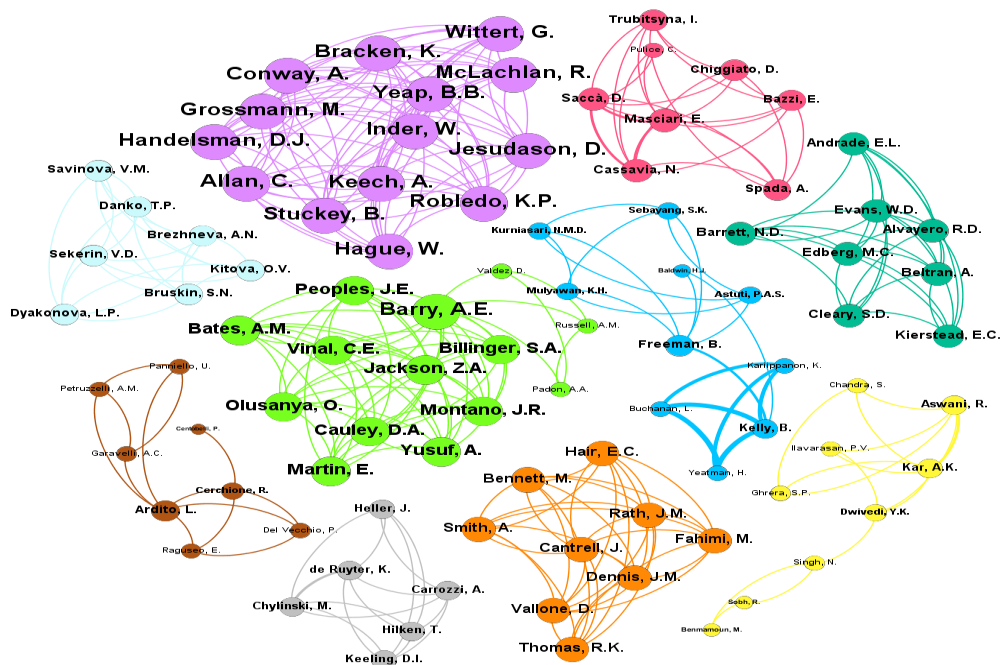 Wittert, G.
Bracken, K.
Conway, A.
McLachlan, R.
Yeap, B.B.
Grossmann, M.
Inder, W.
Handelsman, D.J.
Jesudason, D.
Allan, C.
Keech, A.
Robledo, K.P.
Stuckey, B.
Hague, W.
Trubitsyna, I.
Pulice, C.
Chiggiato, D.
Saccà, D.
Bazzi, E.
Masciari, E.
Cassavia, N.
Spada, A.
Andrade, E.L.
Evans, W.D.
Barrett, N.D.
Alvayero, R.D.
Edberg, M.C.
Beltran, A.
Cleary, S.D.
Kierstead, E.C.
Savinova, V.M.
Danko, T.P.
Brezhneva, A.N.
Sekerin, V.D.
Kitova, O.V.
Bruskin, S.N.
Dyakonova, L.P.
Sebayang, S.K.
Kurniasari, N.M.D.
Baldwin, H.J.
Mulyawan, K.H.
Astuti, P.A.S.
Freeman, B.
Karlippanon, K.
Buchanan, L.
Kelly, B.
Yeatman, H.
Valdez, D.
Peoples, J.E.
Barry, A.E.
Russell, A.M.
Bates, A.M.
Vinal, C.E.
Billinger, S.A.
Jackson, Z.A.
Padon, A.A.
Olusanya, O.
Montano, J.R.
Cauley, D.A.
Yusuf, A.
Martin, E.
Panniello, U.
Petruzzelli, A.M.
Centobelli, P.
Garavelli, A.C.
Cerchione, R.
Ardito, L.
Del Vecchio, P.
Raguseo, E.
Heller, J.
de Ruyter, K.
Carrozzi, A.
Chylinski, M.
Hilken, T.
Keeling, D.I.
Hair, E.C.
Bennett, M.
Rath, J.M.
Smith, A.
Fahimi, M.
Cantrell, J.
Dennis, J.M.
Vallone, D.
Thomas, R.K.
Chandra, S.
Aswani, R.
Ilavarasan, P.V.
Kar, A.K.
Ghrera, S.P.
Dwivedi, Y.K.
Singh, N.
Sobh, R.
Benmamoun, M.